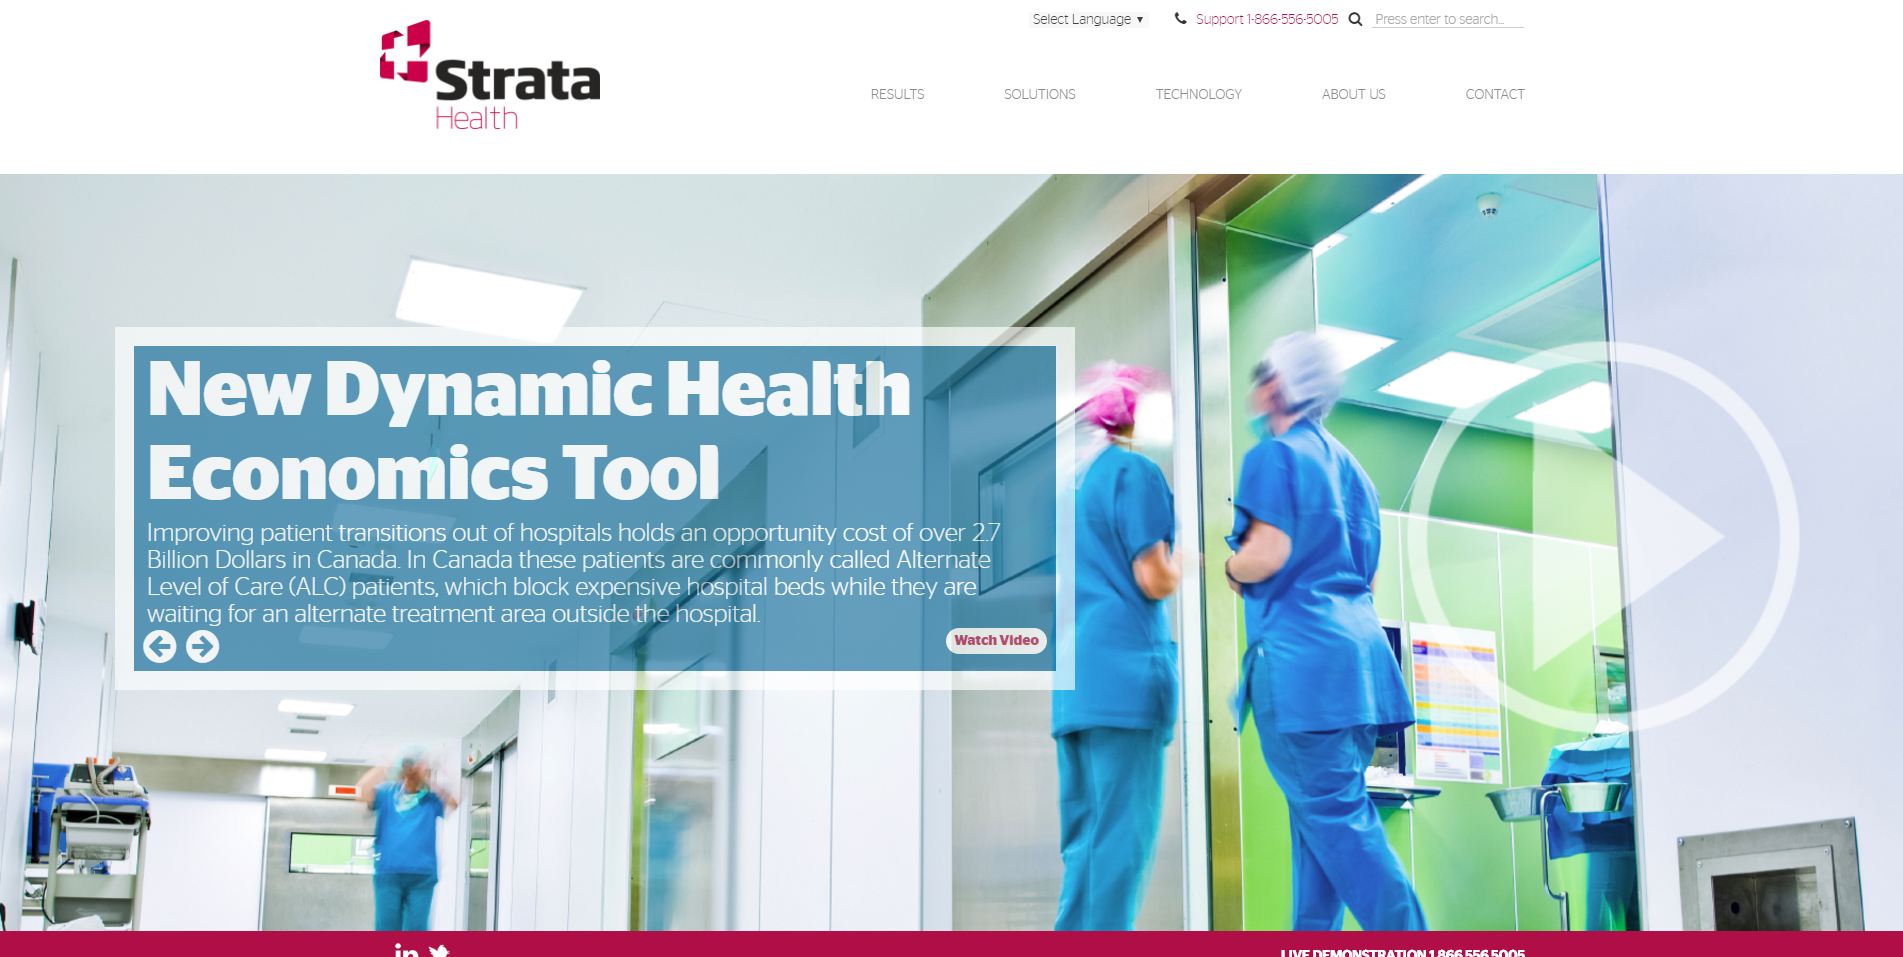 Select Language ▼
Support 1-866-556-5005
Press enter to search...
Strata
Health
RESULTS
SOLUTIONS
TECHNOLOGY
ABOUT US
CONTACT
New Dynamic Health
Economics Tool
Improving patient transitions out of hospitals holds an opportunity cost of over 2.7
Billion Dollars in Canada. In Canada these patients are commonly called Alternate
Level of Care (ALC) patients, which block expensive hospital beds while they are
waiting for an alternate treatment area outside the hospital.
Watch Video
in
LIVE DEMONSTRATION 1.866.556.5005